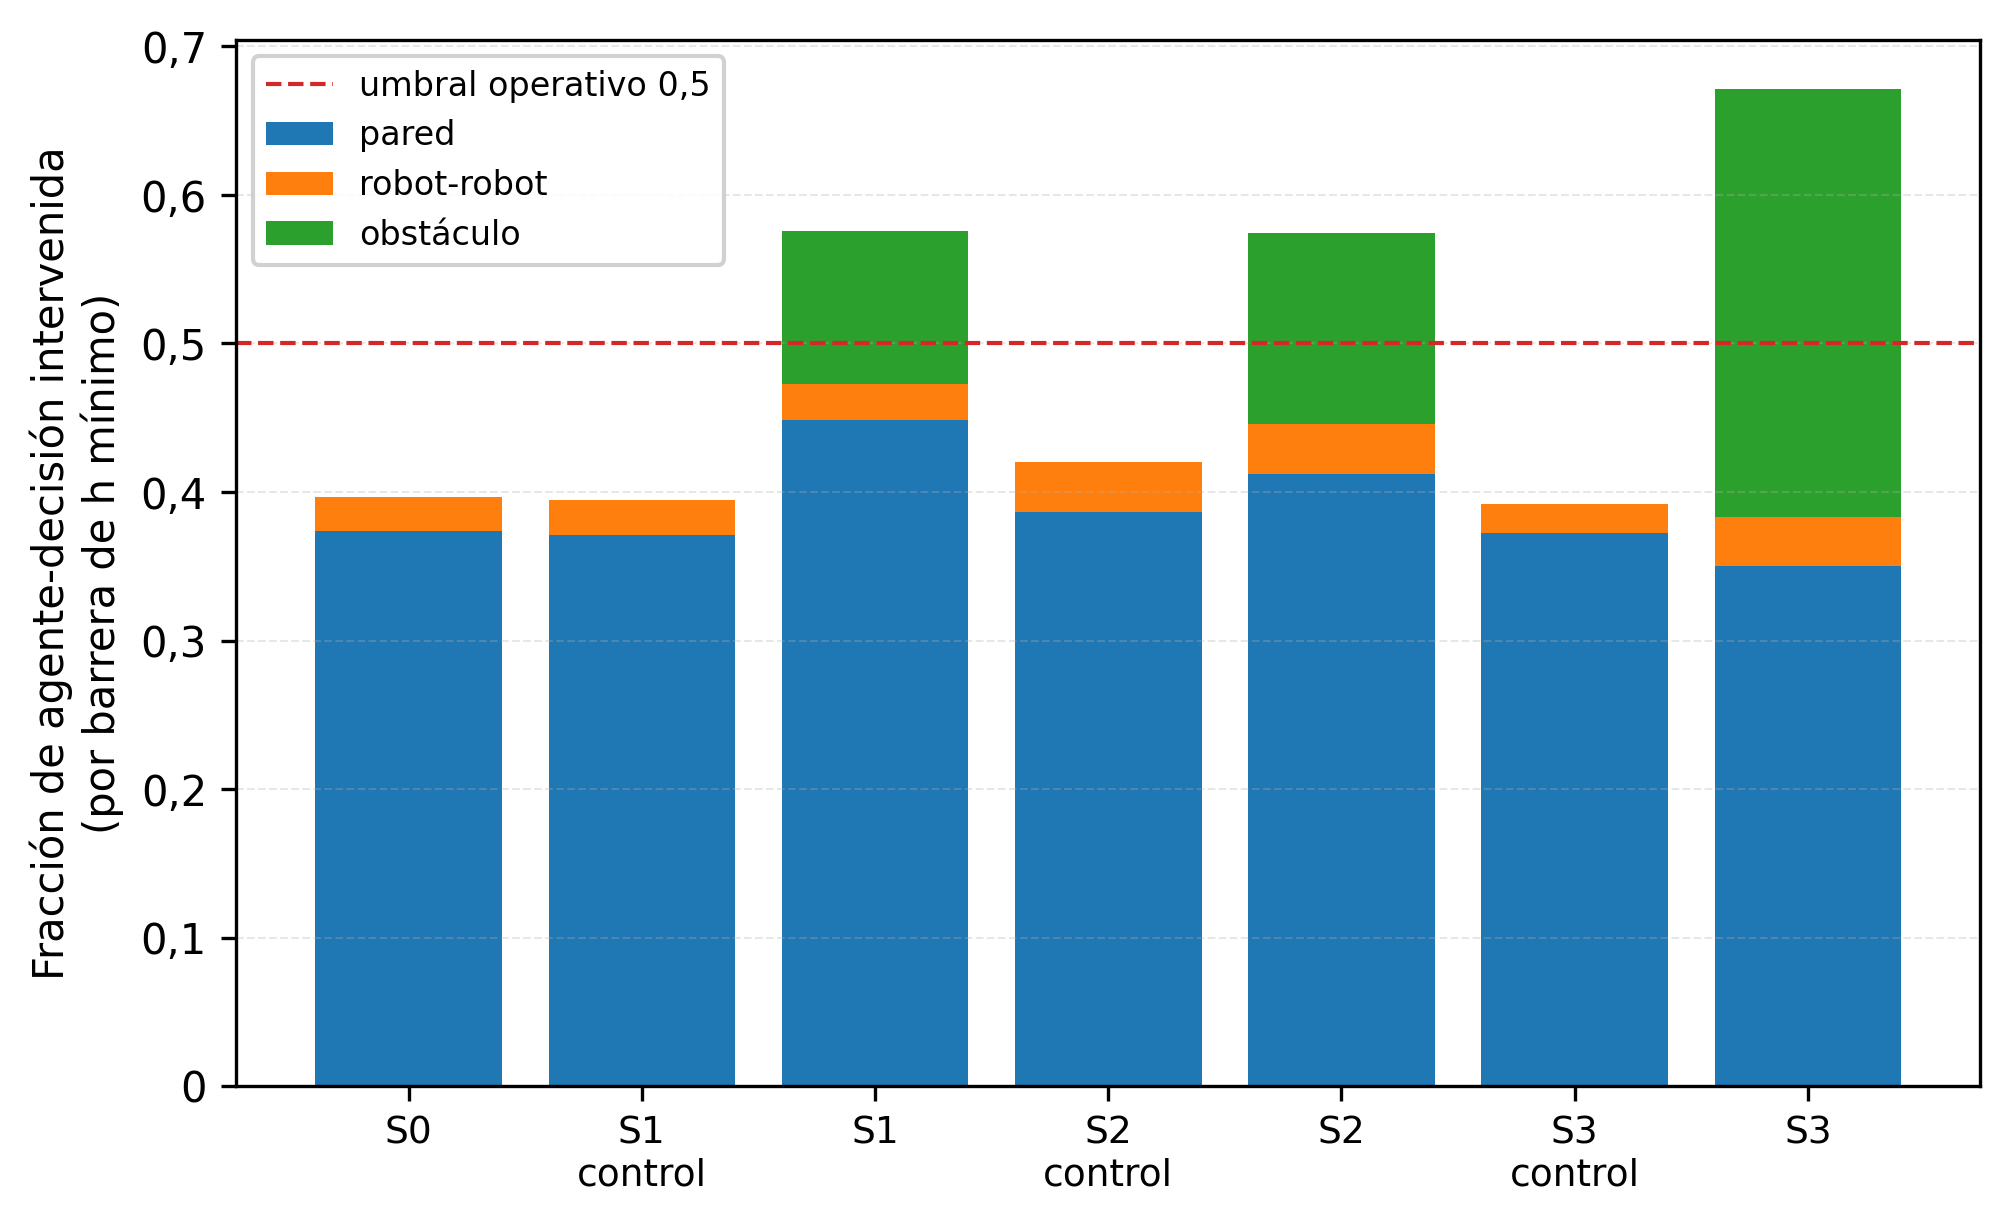 Fracción de agente-decisión intervenida
(por barrera de h mínimo)
0,7
0,6
0,5
0,4
0,3
0,2
0,1
0
umbral operativo 0,5
pared
robot-robot
obstáculo
S0
S1
control
S1
S2
control
S2
S3
control
S3